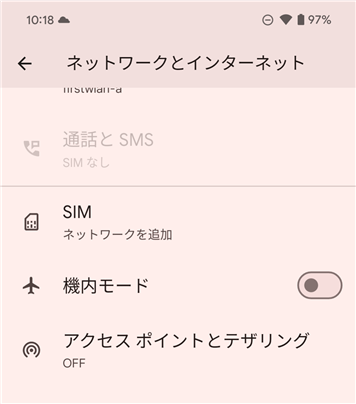 10:18
97%
ネットワークとインターネット
firstwlan-a
通話と SMS
SIM なし
SIM
ネットワークを追加
機内モード
アクセス ポイントとテザリング
OFF